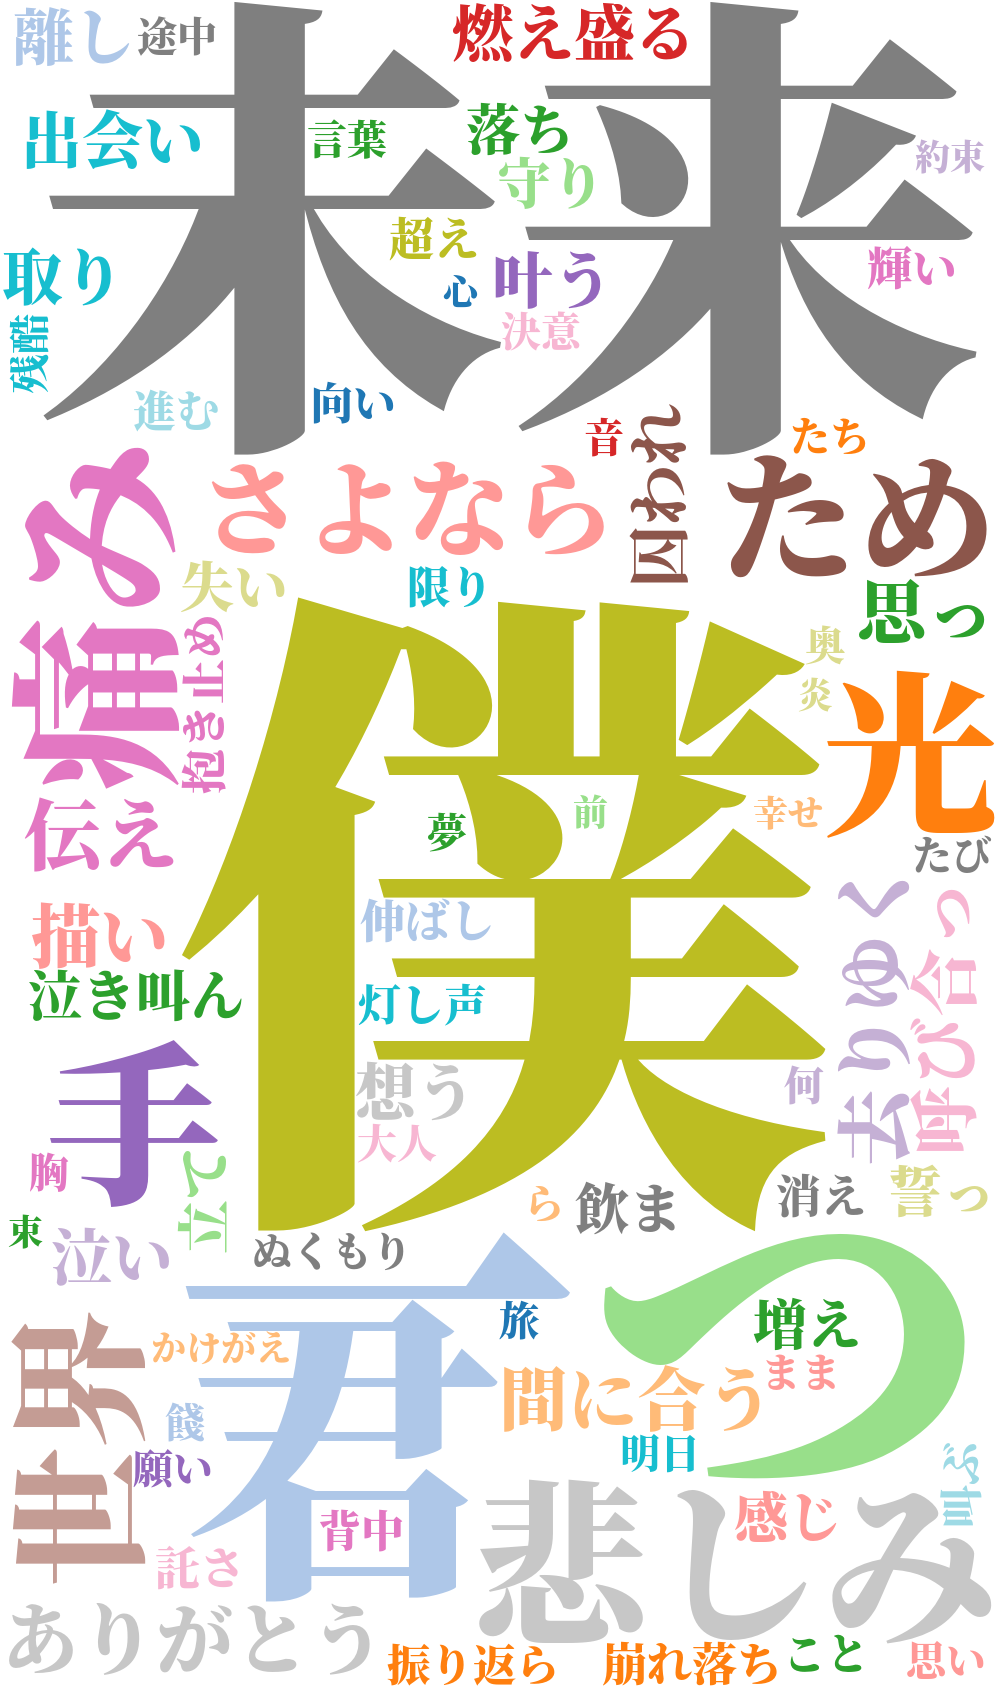 離し
途中
燃え盛る
未来
出会い
言葉
落ち
守り
約束
取り
超え
心
叶う
輝い
残酷
決意
進む
向い
音
たち
痛み
さよなら
囚われ
ため
失い
限り
思っ
抱き止め
僕
奥
炎
光
伝え
夢
前
幸せ
たび
描い
伸ばし
去りゆく
呼び合っ
泣き叫ん
灯し声
手
想う
何
大人
胸
立て
ら
飲ま
消え
誓っ
束
泣い
ぬくもり
君
つ
旅
増え
世界
かけがえ
間に合う
まま
餞
願い
明日
繋い
背中
悲しみ
感じ
託さ
ありがとう
振り返ら
崩れ落ち
こと
思い